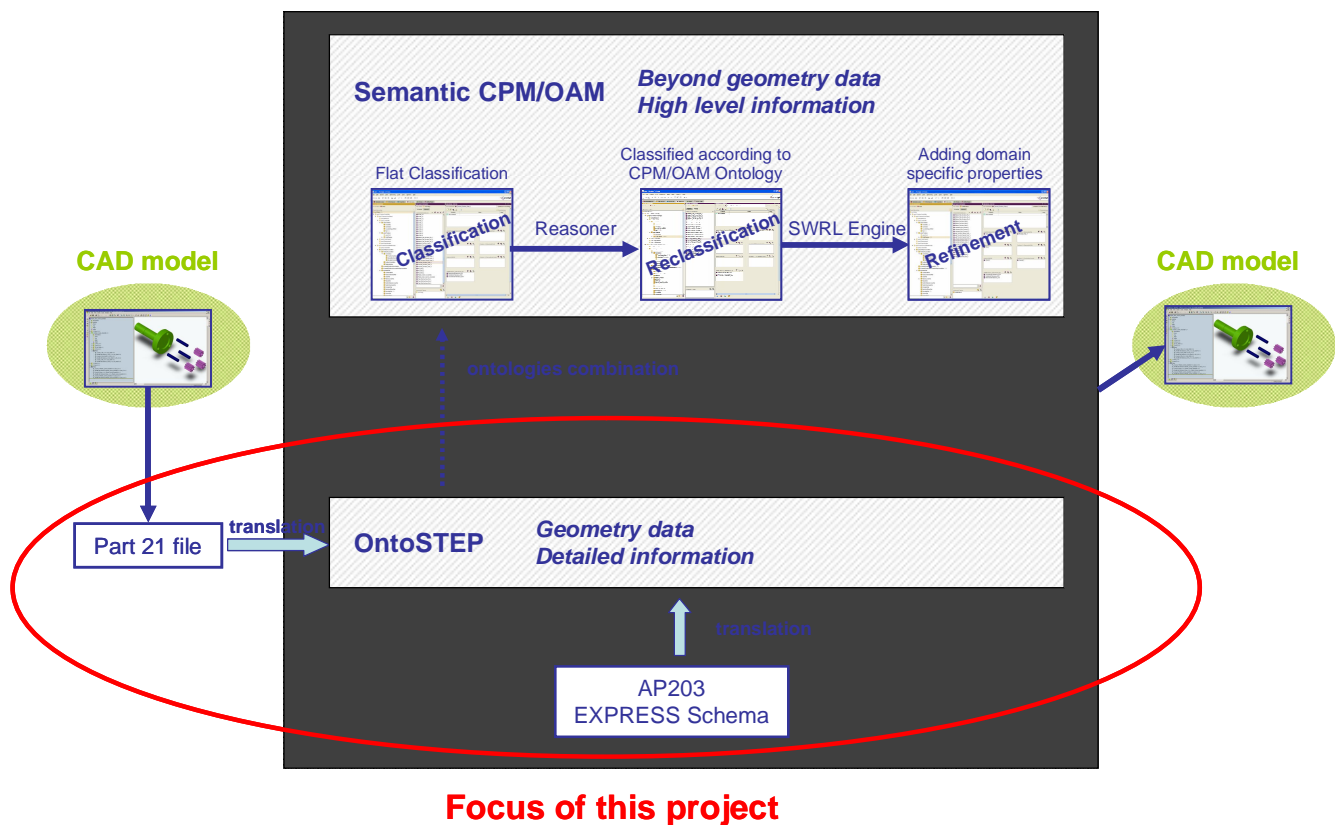 Semantic CPM/OAM
Beyond geometry data
High level information
Flat Classification
Classified according to
CPM/OAM Ontology
Adding domain
specific properties
Classification
Reasoner
Reclassification
SWRL Engine
Refinement
CAD model
CAD model
ontologies combination
Part 21 file
translation
OntoSTEP
Geometry data
Detailed information
translation
AP203
EXPRESS Schema
Focus of this project